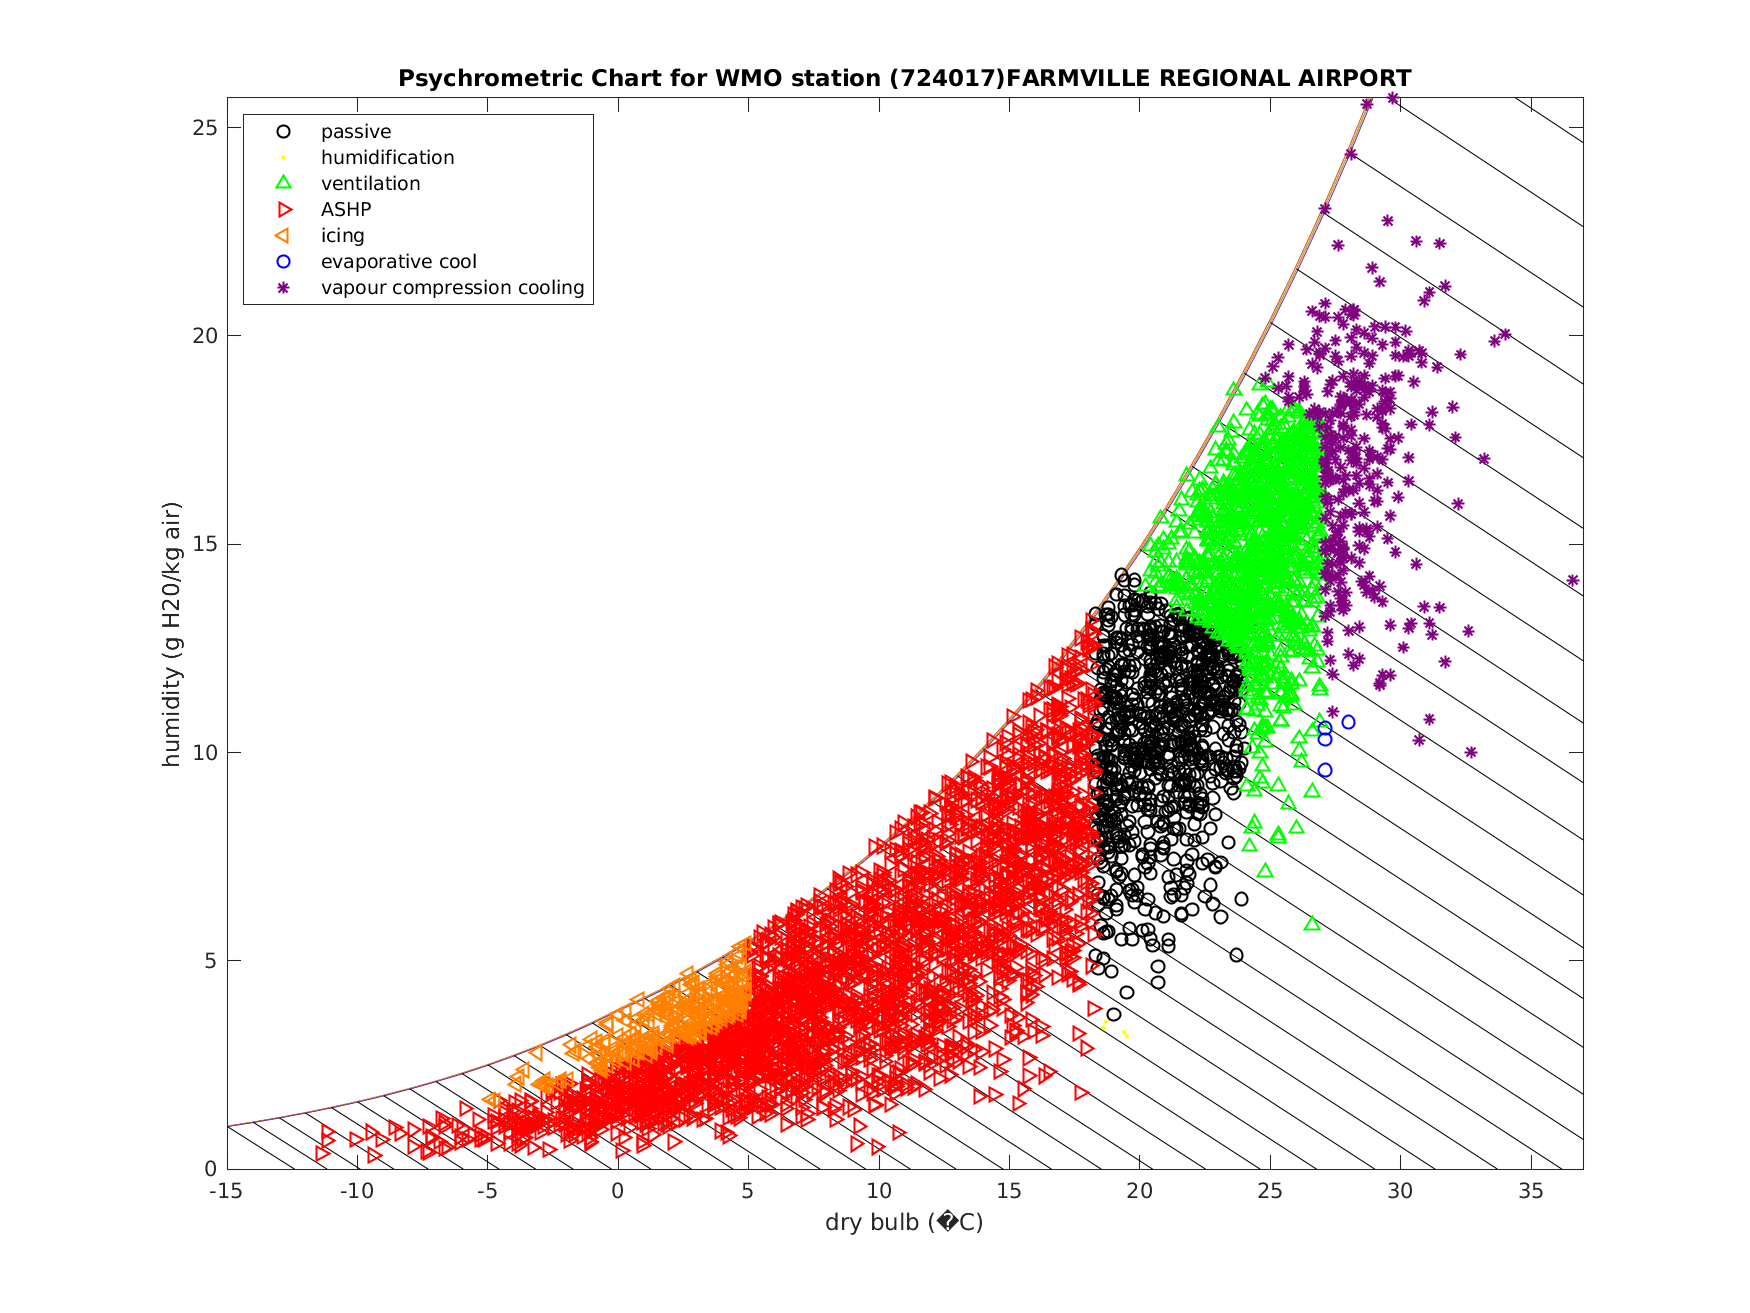 Psychrometric Chart for WMO station (724017)FARMVILLE REGIONAL AIRPORT
passive
humidification
ventilation
ASHP
icing
evaporative cool
vapour compression cooling
humidity (g H20/kg air)
25
20
15
10
5
0
-15 -10 -5 0 5 10 15 20 25 30 35
dry bulb (�C)